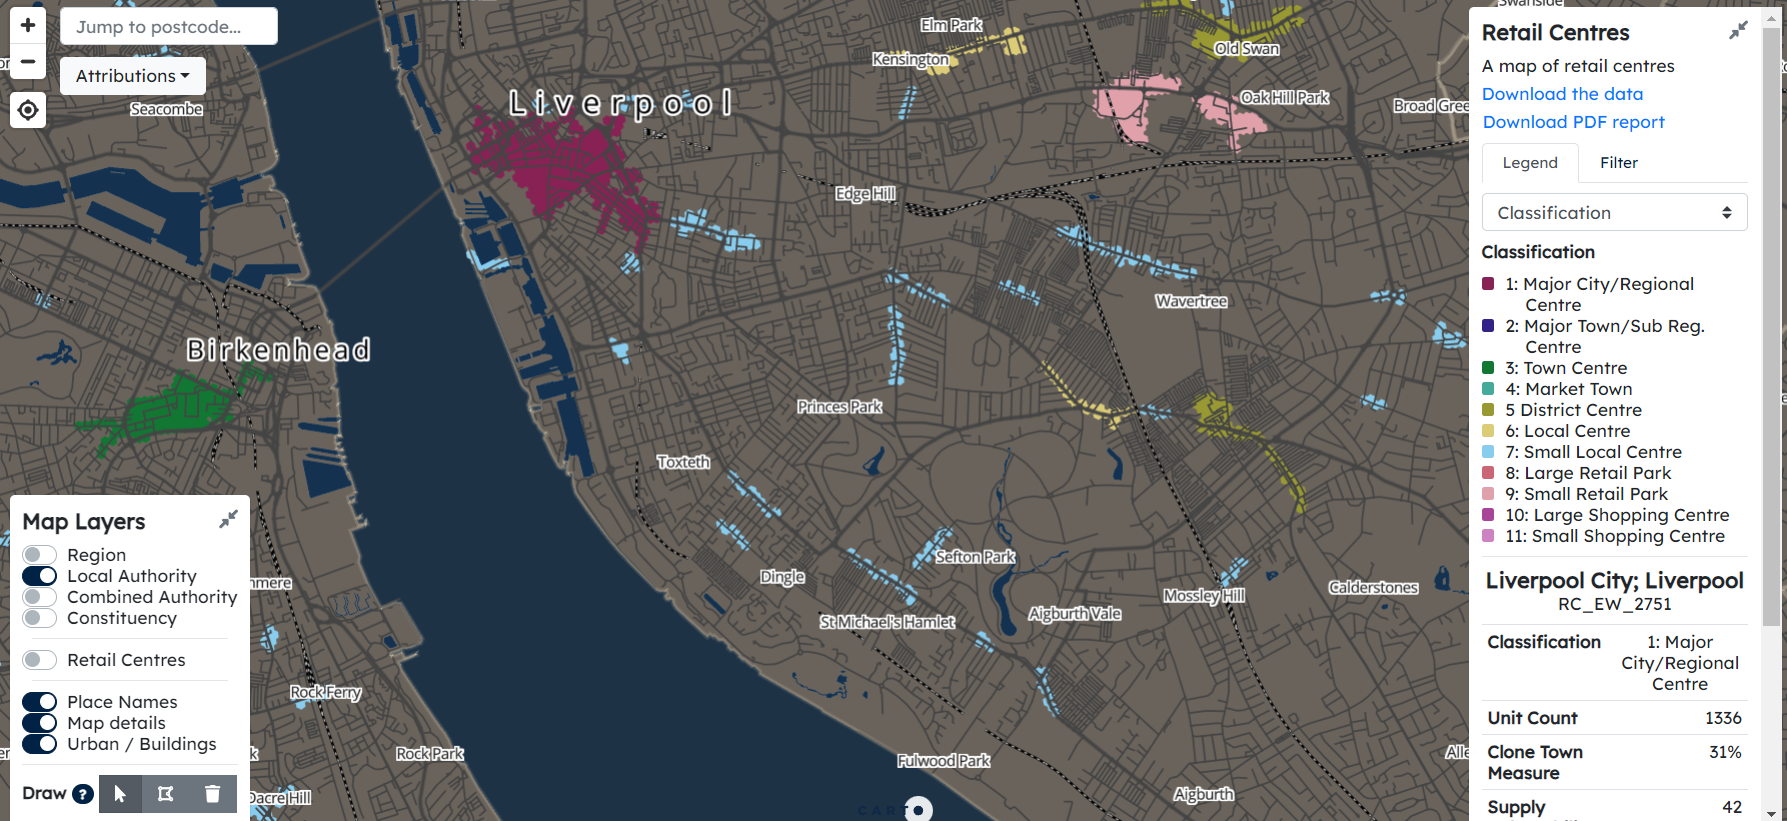 +
Jump to postcode...
−
Attributions
Seacombe
Liverpool
Elm Park
Kensington
Old Swan
Swanside
Oak Hill Park
Broad Gree
Edge Hill
Wavertree
Birkenhead
Princes Park
Toxteth
Sefton Park
Dingle
Mossley Hill
Calderstones
St Michael's Hamlet
Aigburth Vale
nmere
Rock Ferry
Rock Park
Fulwood Park
Aigburth
Alle
Dacre Hill
CARTO
Map Layers
Region
Local Authority
Combined Authority
Constituency
Retail Centres
Place Names
Map details
Urban / Buildings
Draw ?
Retail Centres
A map of retail centres
Download the data
Download PDF report
Legend Filter
Classification
Classification
1: Major City/Regional
Centre
2: Major Town/Sub Reg.
Centre
3: Town Centre
4: Market Town
5 District Centre
6: Local Centre
7: Small Local Centre
8: Large Retail Park
9: Small Retail Park
10: Large Shopping Centre
11: Small Shopping Centre
Liverpool City; Liverpool
RC_EW_2751
Classification 1: Major
City/Regional
Centre
Unit Count 1336
Clone Town 31%
Measure
Supply 42